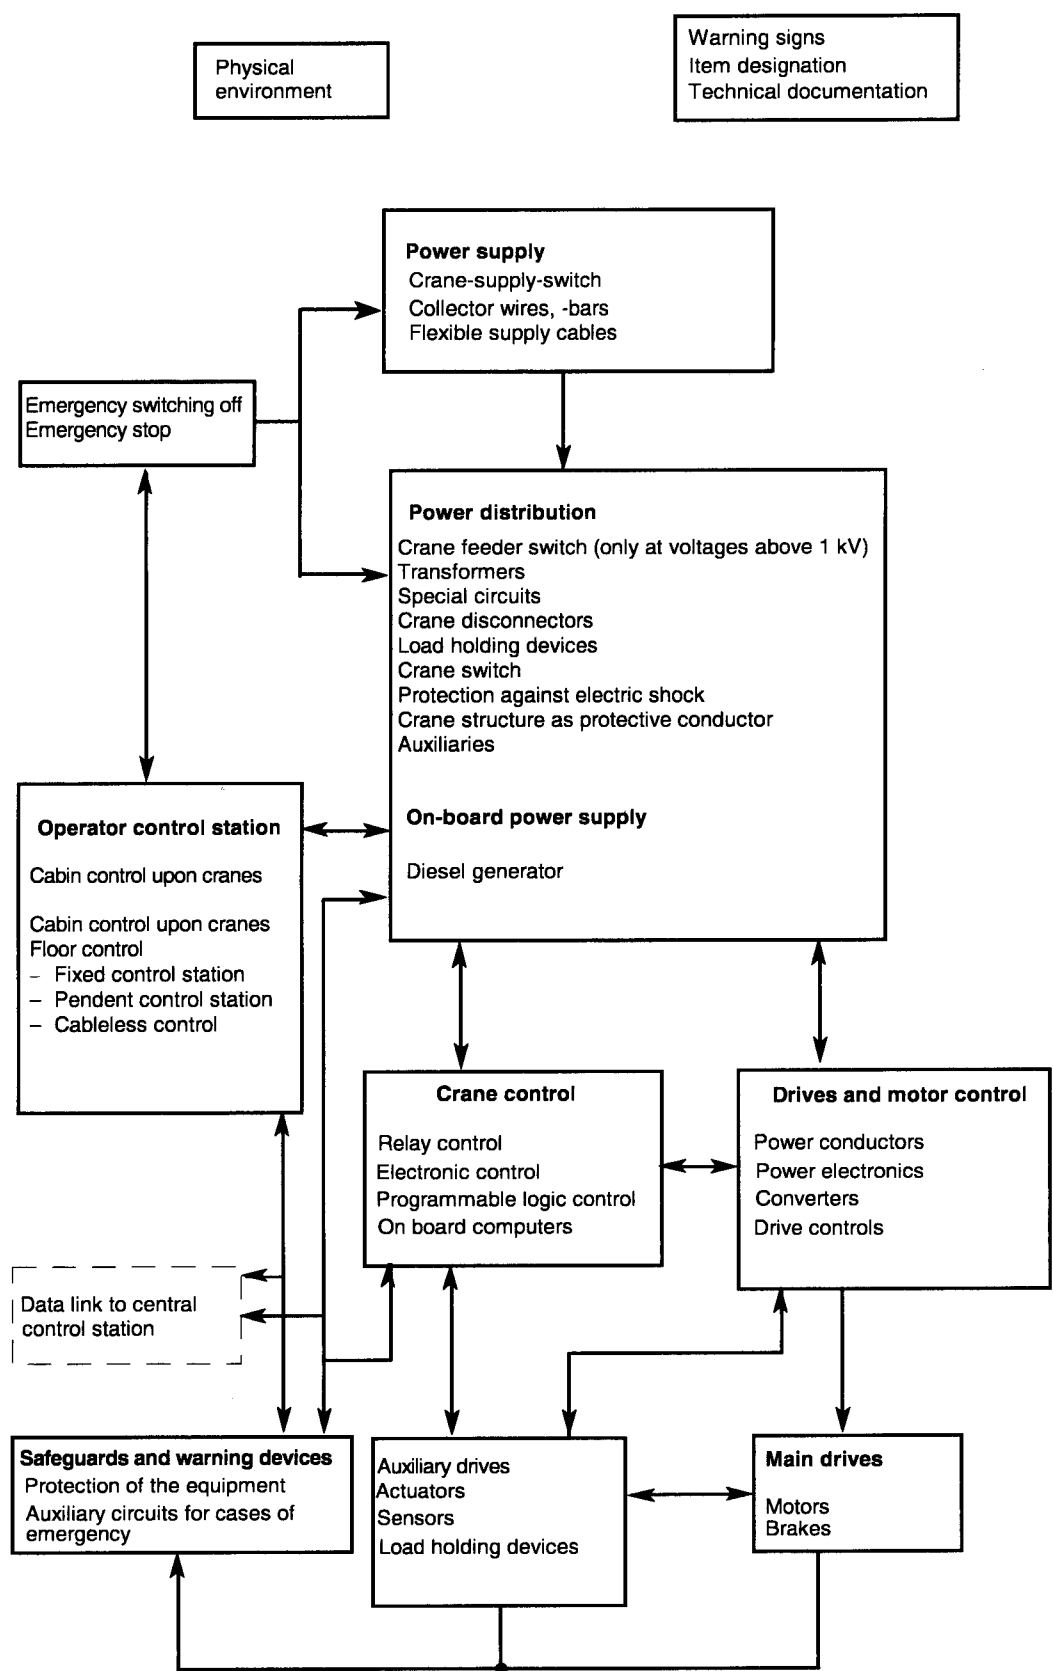 Physical
environment
Warning signs
Item designation
Technical documentation
Power supply
Crane-supply-switch
Collector wires, -bars
Flexible supply cables
Emergency switching off
Emergency stop
Power distribution
Crane feeder switch (only at voltages above 1 kV)
Transformers
Special circuits
Crane disconnectors
Load holding devices
Crane switch
Protection against electric shock
Crane structure as protective conductor
Auxiliaries
On-board power supply
Diesel generator
Operator control station
Cabin control upon cranes
Cabin control upon cranes
Floor control
– Fixed control station
– Pendent control station
– Cableless control
Crane control
Relay control
Electronic control
Programmable logic control
On board computers
Drives and motor control
Power conductors
Power electronics
Converters
Drive controls
Data link to central
control station
Safeguards and warning devices
Protection of the equipment
Auxiliary circuits for cases of
emergency
Auxiliary drives
Actuators
Sensors
Load holding devices
Main drives
Motors
Brakes